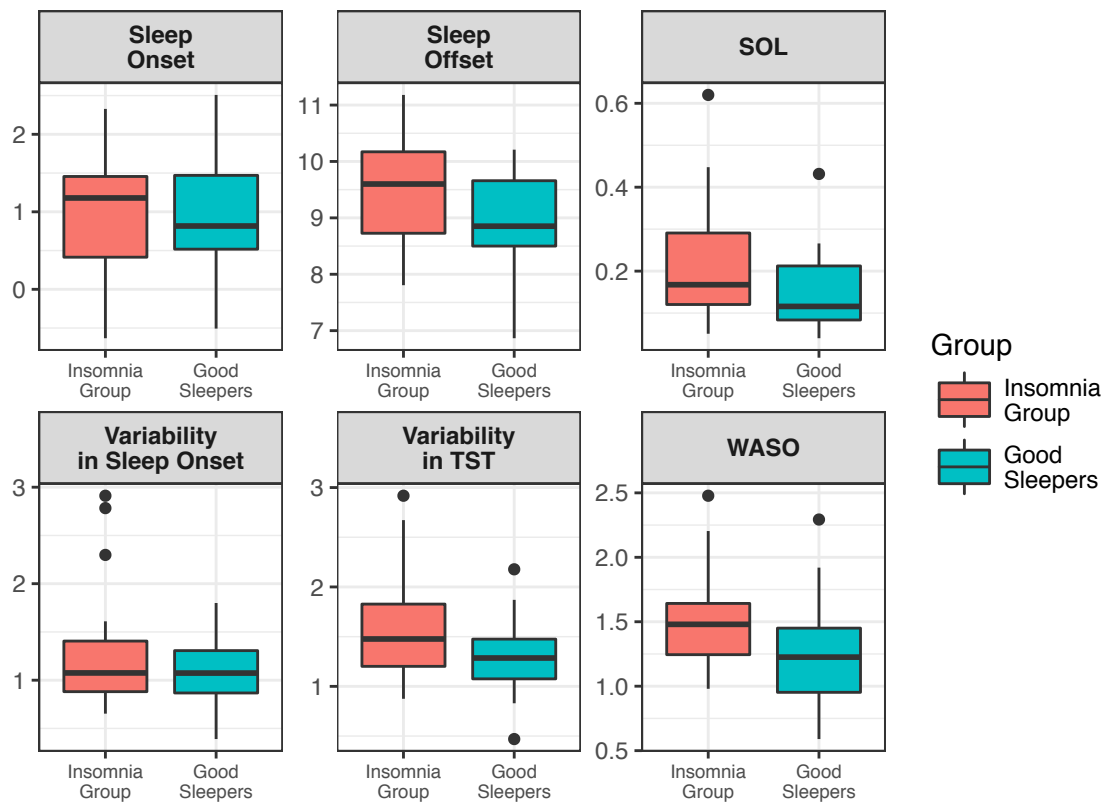 Sleep
Onset
Sleep
Offset
SOL
2
1
0
11
10
9
8
7
0.6
0.4
0.2
Insomnia
Group
Good
Sleepers
Insomnia
Group
Good
Sleepers
Insomnia
Group
Good
Sleepers
Variability
in Sleep Onset
Variability
in TST
WASO
3
2
1
3
2
1
2.5
2.0
1.5
1.0
0.5
Insomnia
Group
Good
Sleepers
Insomnia
Group
Good
Sleepers
Insomnia
Group
Good
Sleepers
Group
Insomnia
Group
Good
Sleepers